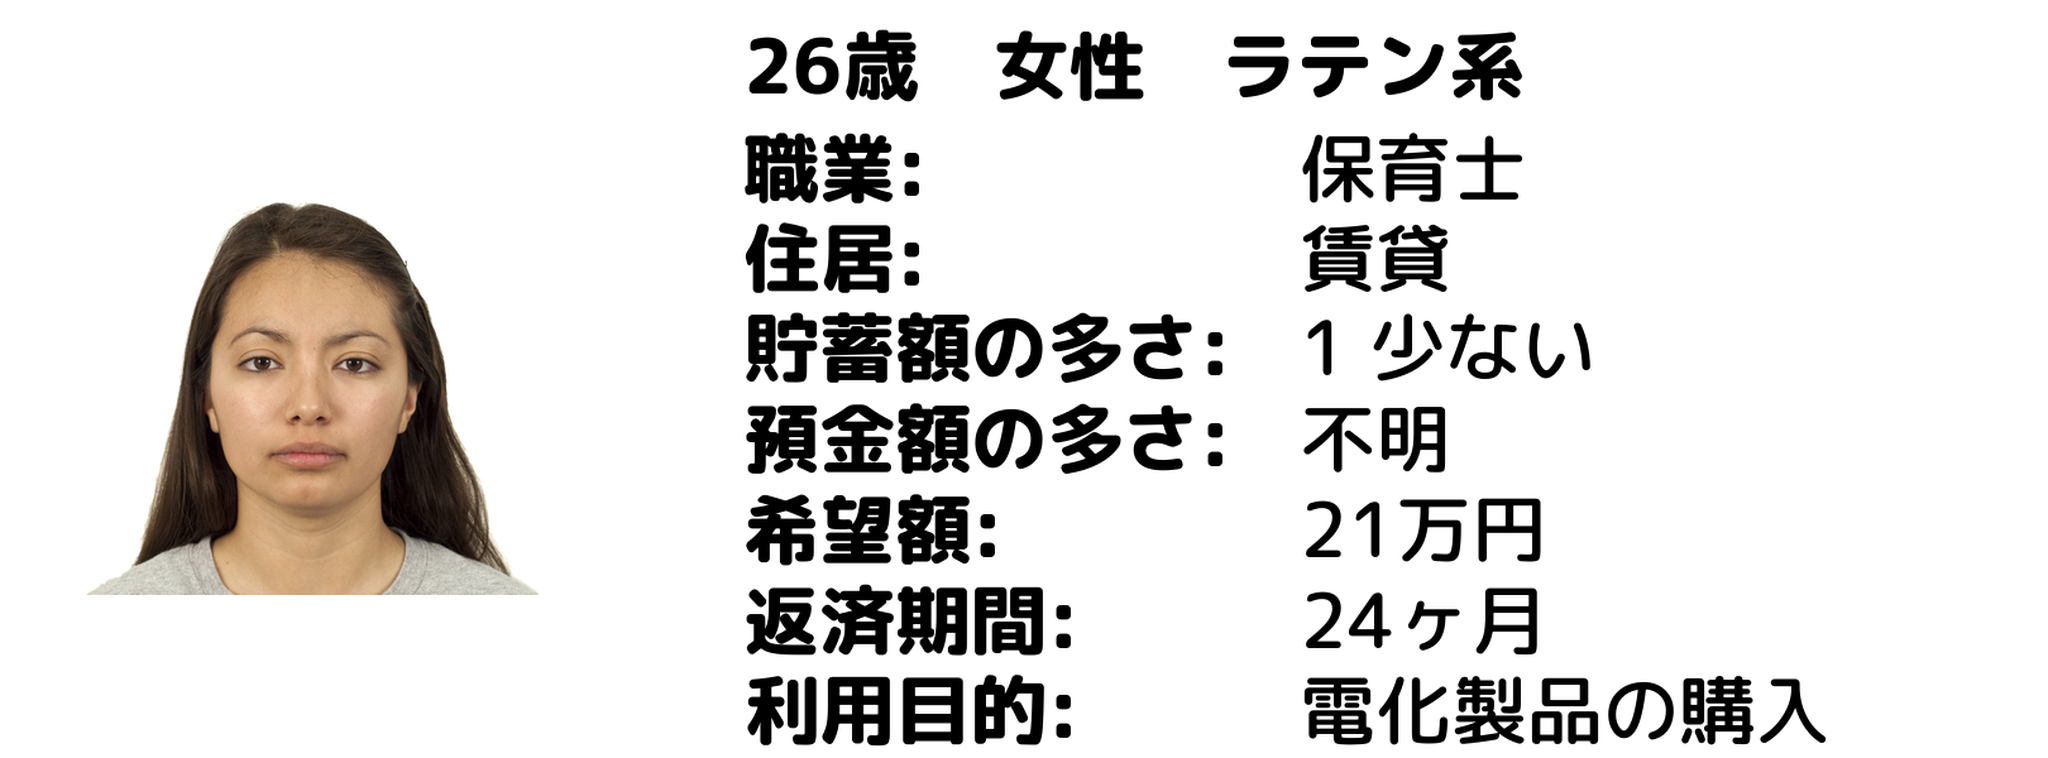 26歳　女性　ラテン系
職業: 保育士
住居: 賃貸
貯蓄額の多さ: 1 少ない
預金額の多さ: 不明
希望額: 21万円
返済期間: 24ヶ月
利用目的: 電化製品の購入